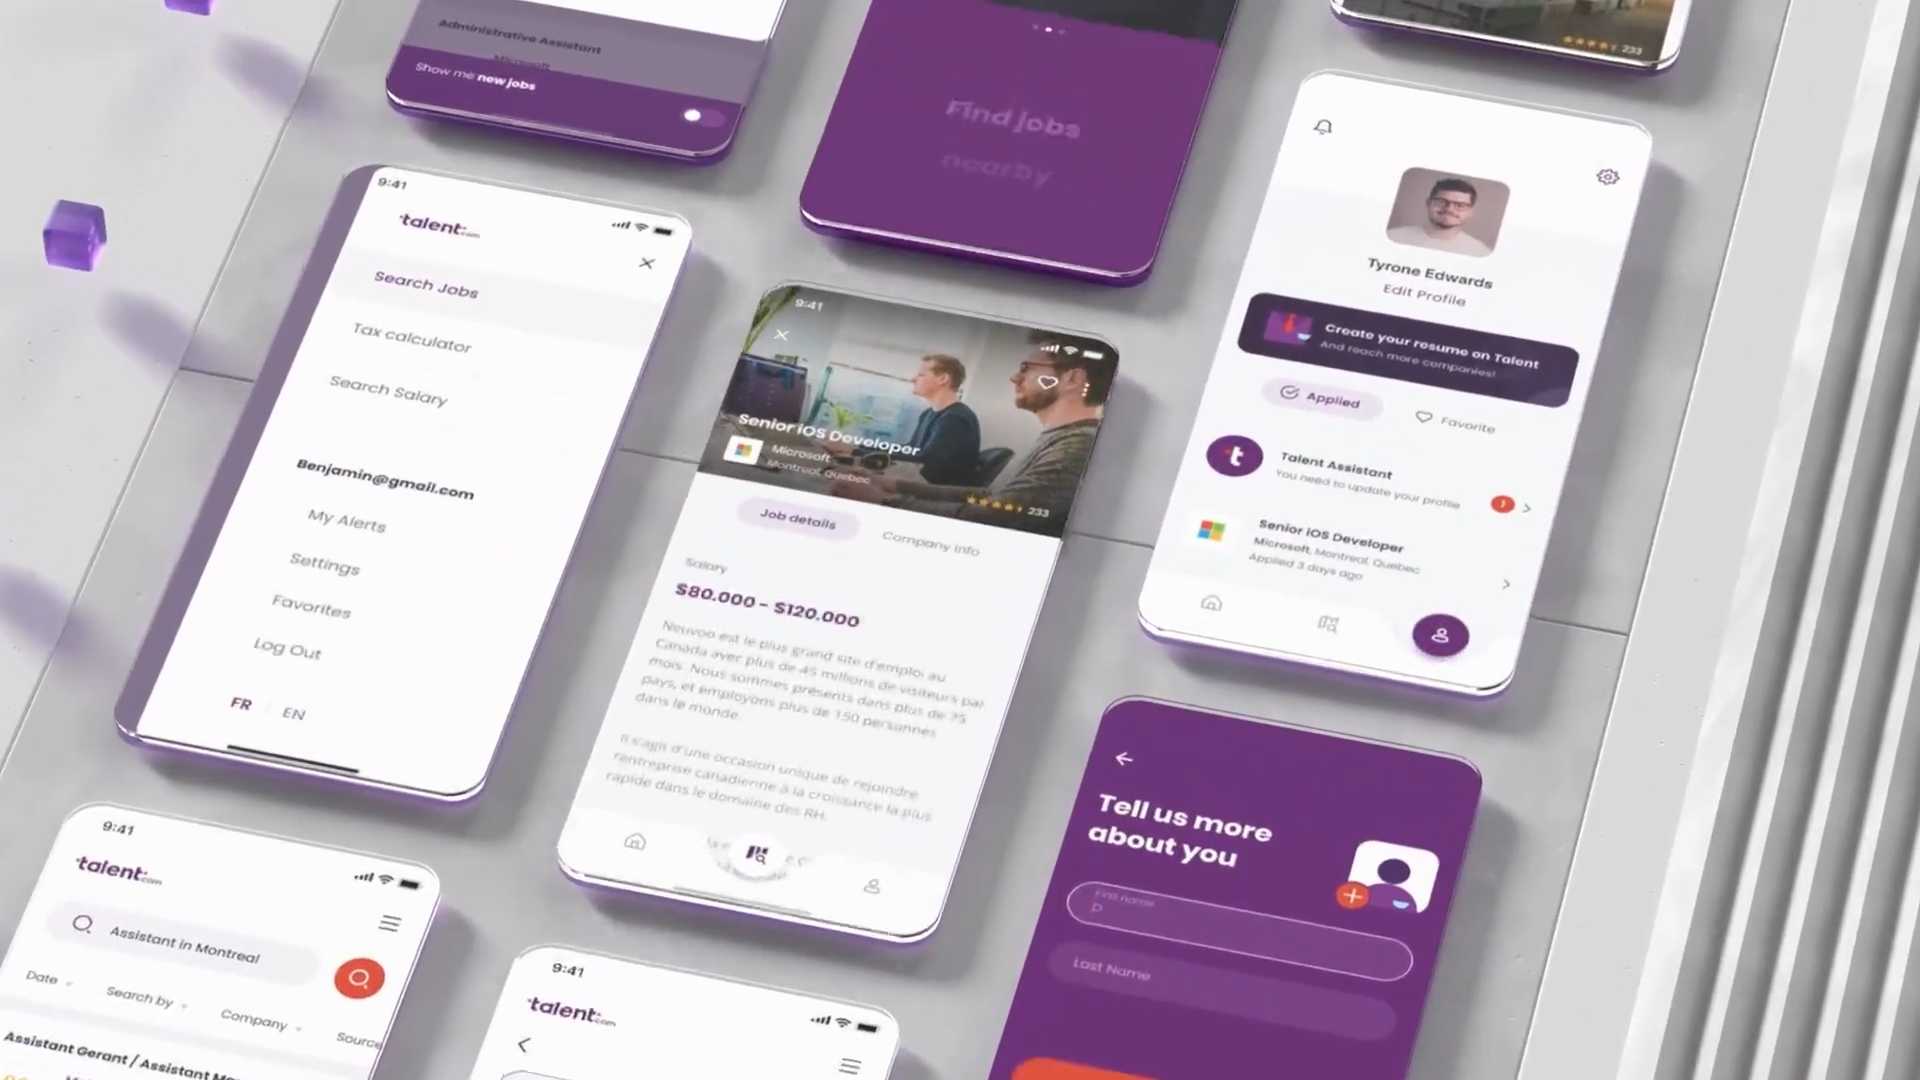 Administrative Assistant
Microsoft
Show me new jobs
Find jobs
nearby
233
9:41
talent.com
Search Jobs
Tax calculator
Search Salary
Benjamin@gmail.com
My Alerts
Settings
Favorites
Log Out
FR
EN
9:41
Senior iOS Developer
Microsoft
Montreal, Quebec
233
Job details
Company info
Salary
$80.000 - $120.000
Neuvoo est le plus grand site d'emploi au
Canada avec plus de 45 millions de visiteurs par
mois. Nous sommes présents dans plus de 75
pays, et employons plus de 150 personnes
dans le monde.
Il s'agit d'une occasion unique de rejoindre
l'entreprise canadienne à la croissance la plus
rapide dans le domaine des RH.
Tyrone Edwards
Edit Profile
Create your resume on Talent
And reach more companies!
Applied
Favorite
t
Talent Assistant
You need to update your profile
1
Senior iOS Developer
Microsoft, Montreal, Quebec
Applied 3 days ago
Tell us more
about you
First name
P
Last Name
9:41
talent.com
Assistant in Montreal
Date
Search by
Company
Source
Assistant Gerant / Assistant
9:41
talent.com